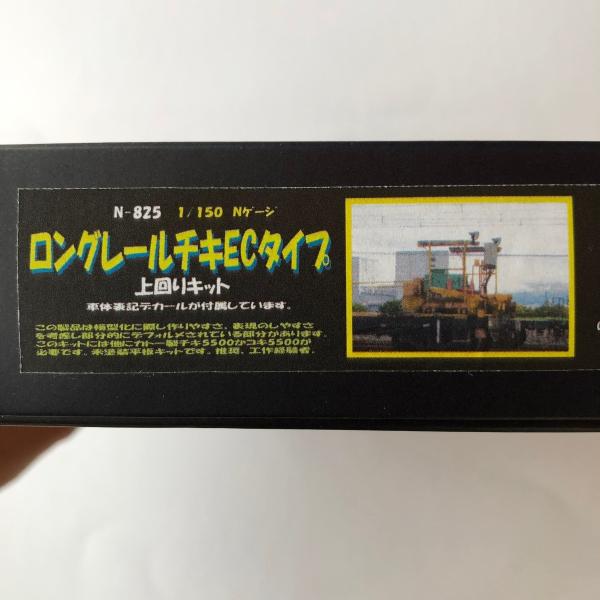 N-825 1/150 Nゲージ
ロングレールチキECタイプ
上回りキット
車体表記デカールが付属しています。
この製品は模型化に際し作りやすさ、表現のしやすさ
を考慮し部分的にデフォルメされている部分があります。
このキットには他にカトー製チキ5500かコキ5500が
必要です。未塗装平板キットです。推奨、工作経験者.